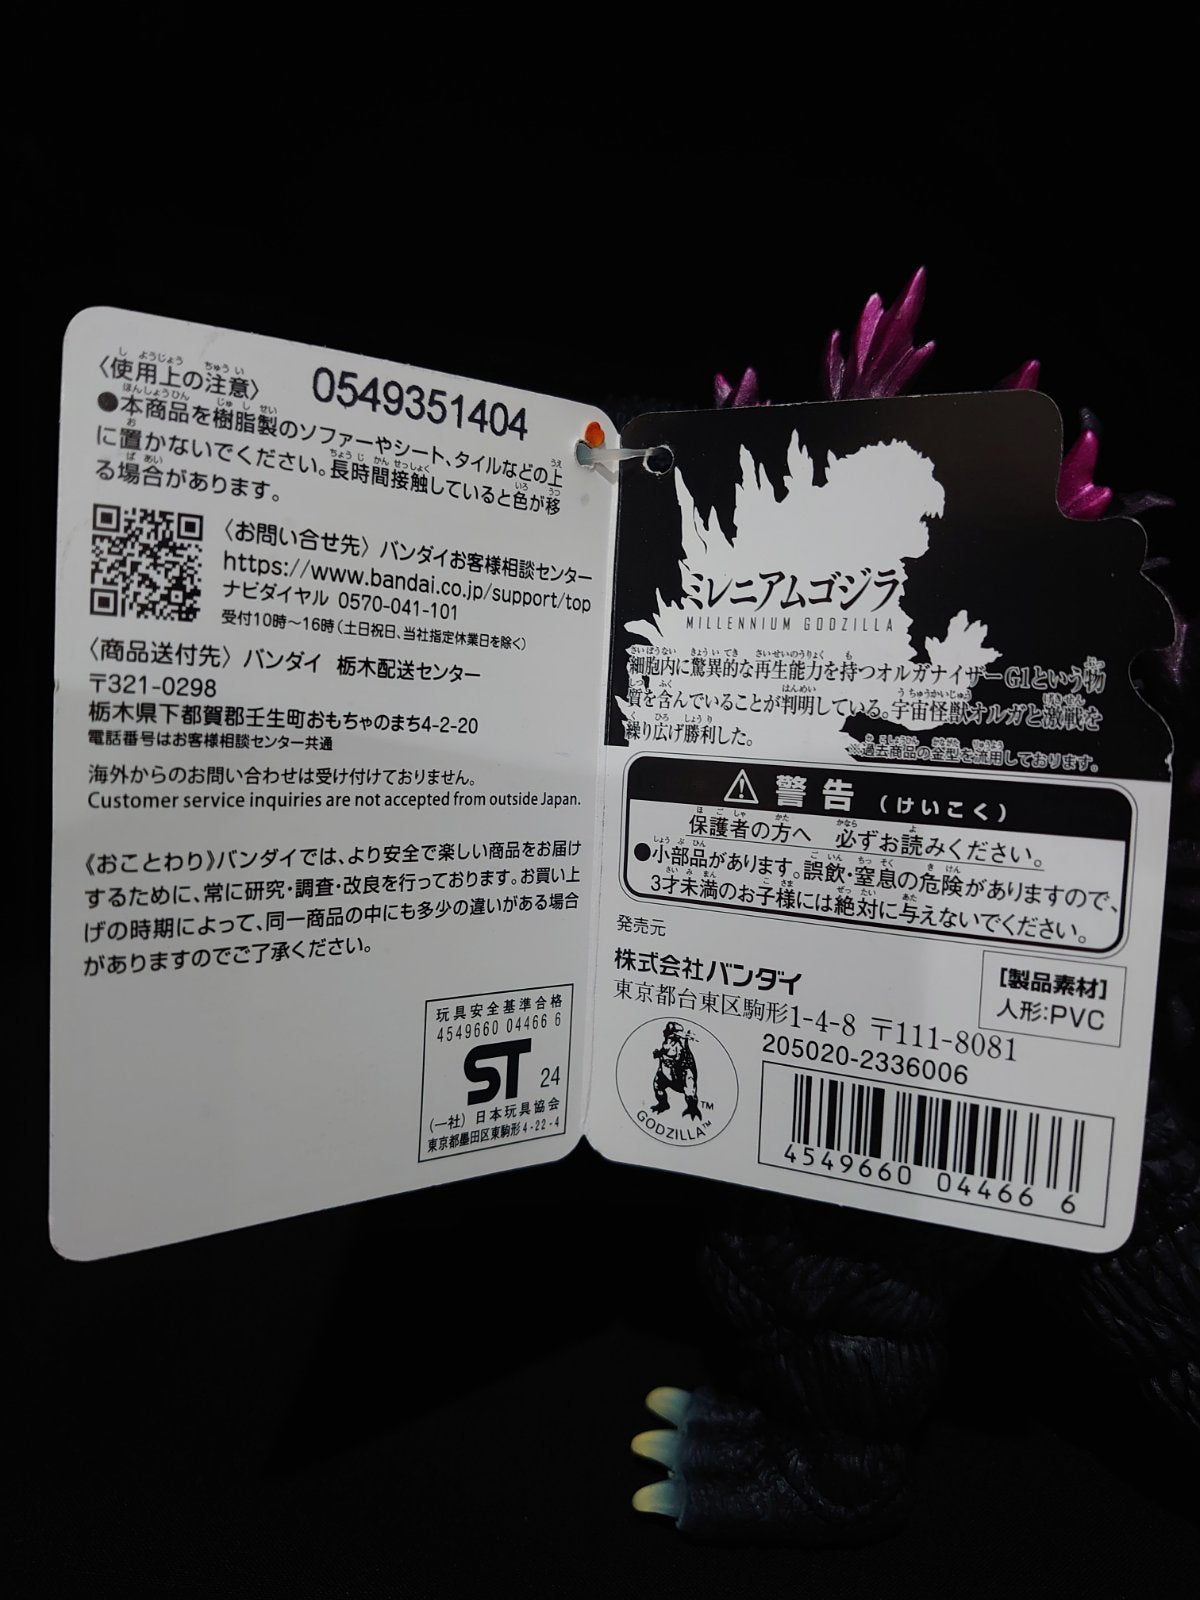 〈使用上の注意〉
0549351404
●本商品を樹脂製のソファーやシート、タイルなどの上
に置かないでください。長時間接触していると色が移
る場合があります。
〈お問い合せ先〉バンダイお客様相談センター
https://www.bandai.co.jp/support/top
ナビダイヤル 0570-041-101
受付10時～16時(土日祝日、当社指定休業日を除く)
〈商品送付先〉バンダイ 栃木配送センター
〒321-0298
栃木県下都賀郡壬生町おもちゃのまち4-2-20
電話番号はお客様相談センター共通
海外からのお問い合わせは受け付けておりません。
Customer service inquiries are not accepted from outside Japan.
《おことわり》バンダイでは、より安全で楽しい商品をお届け
するために、常に研究・調査・改良を行っております。お買い上
げの時期によって、同一商品の中にも多少の違いがある場合
がありますのでご了承ください。
玩具安全基準合格
4549660 04466 6
ST 24
(一社) 日本玩具協会
東京都墨田区東駒形4-22-4
ミレニアムゴジラ
MILLENNIUM GODZILLA
細胞内に驚異的な再生能力を持つオルガナイザーG1という物
質を含んでいることが判明している。宇宙怪獣オルガと激戦を
繰り広げ勝利した。
※過去商品の金型を流用しております。
警告(けいこく)
保護者の方へ 必ずお読みください。
●小部品があります。誤飲・窒息の危険がありますので、
3才未満のお子様には絶対に与えないでください。
発売元
株式会社バンダイ
東京都台東区駒形1-4-8 〒111-8081
[製品素材]
人形:PVC
205020-2336006
TM
GODZILLA™
4549660 04466 6